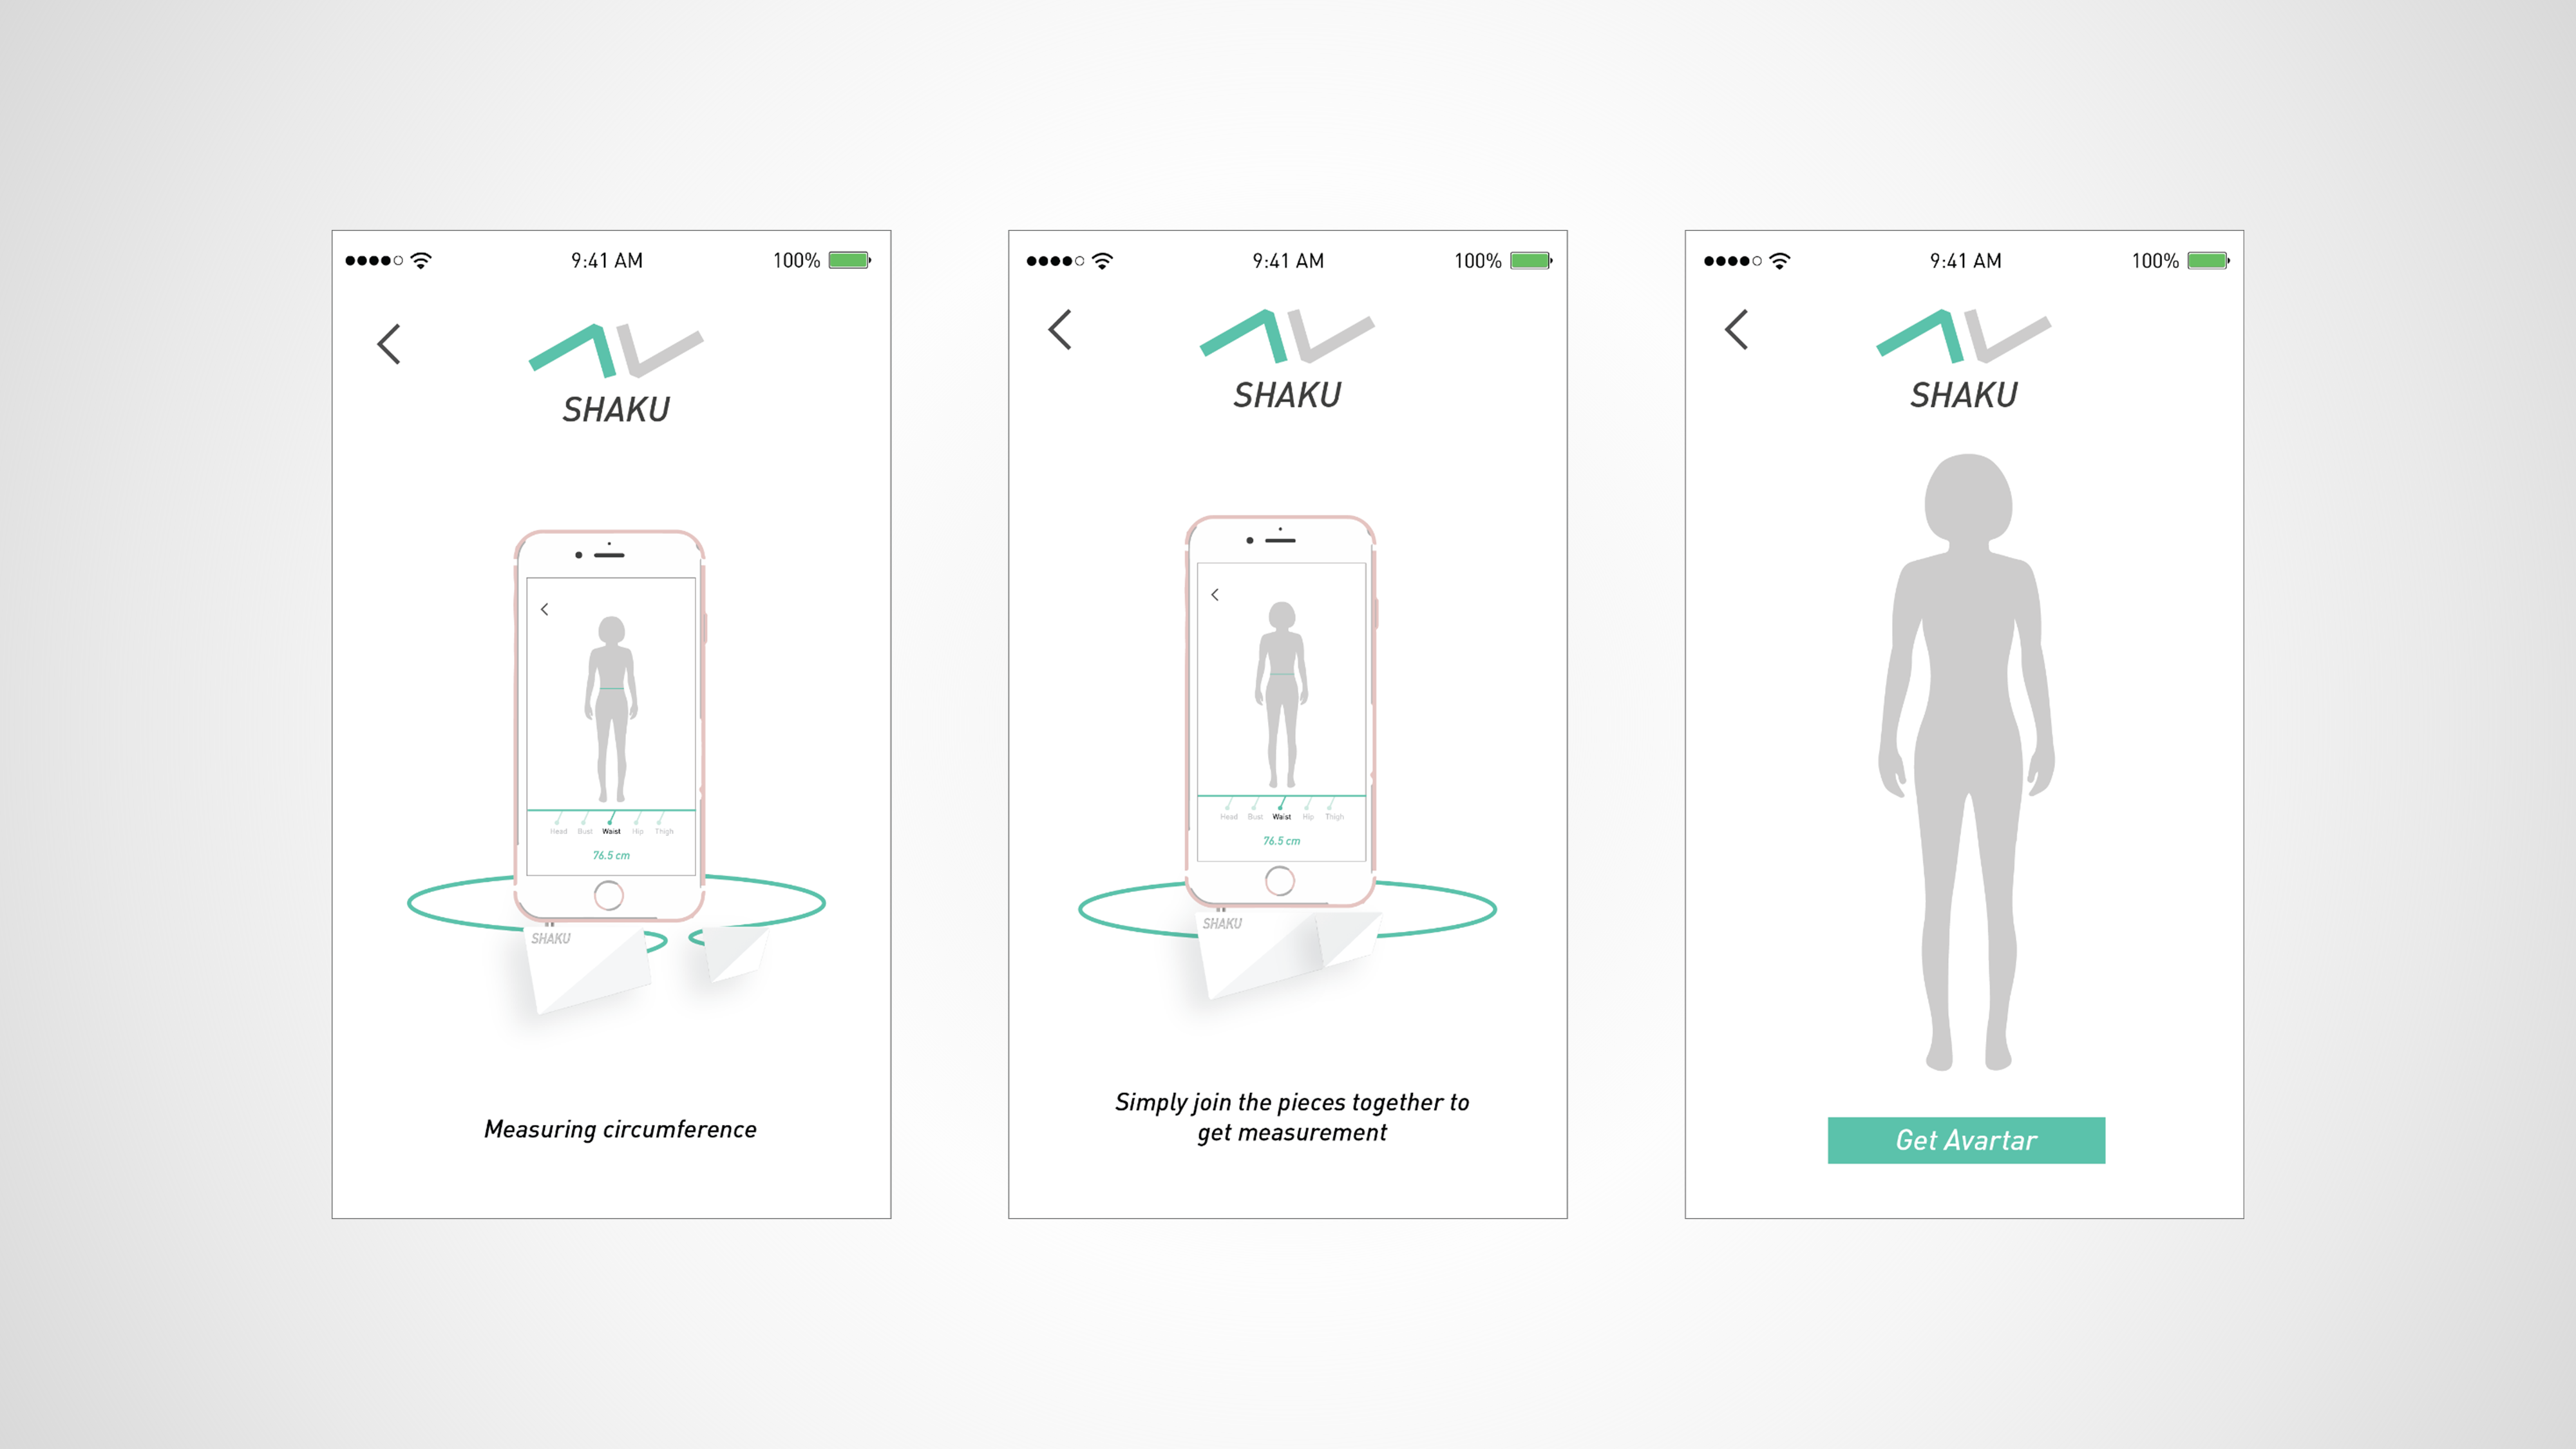 9:41 AM
100%
SHAKU
Head Bust Waist Hip Thigh
76.5 cm
SHAKU
Measuring circumference
9:41 AM
100%
SHAKU
Head Bust Waist Hip Thigh
76.5 cm
SHAKU
Simply join the pieces together to
get measurement
9:41 AM
100%
SHAKU
Get Avartar